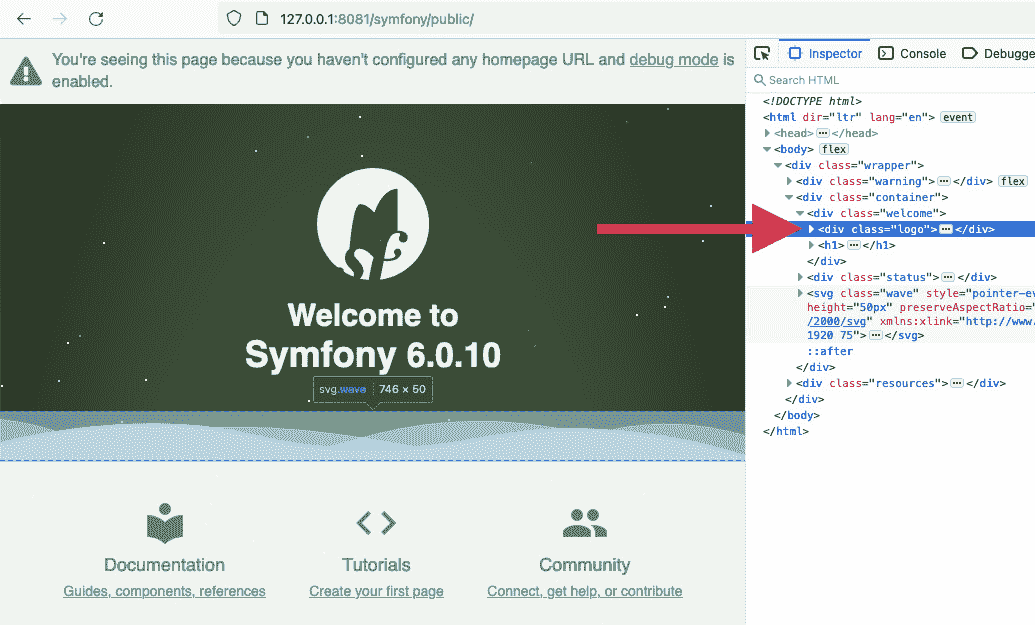 127.0.0.1:8081/symfony/public/
You're seeing this page because you haven't configured any homepage URL and debug mode is
enabled.
Welcome to
Symfony 6.0.10
svg.wave 746 × 50
Documentation
Guides, components, references
Tutorials
Create your first page
Community
Connect, get help, or contribute
Inspector Console Debugge
Search HTML
<!DOCTYPE html>
<html dir="ltr" lang="en"> event
<head> ••• </head>
<body> flex
<div class="wrapper">
<div class="warning"> ••• </div> flex
<div class="container">
<div class="welcome">
<div class="logo"> ••• </div>
<h1> ••• </h1>
</div>
<div class="status"> ••• </div>
<svg class="wave" style="pointer-ev
height="50px" preserveAspectRatio="
/2000/svg" xmlns:xlink="http://www.
1920 75"> ••• </svg>
::after
</div>
<div class="resources"> ••• </div>
</div>
</body>
</html>